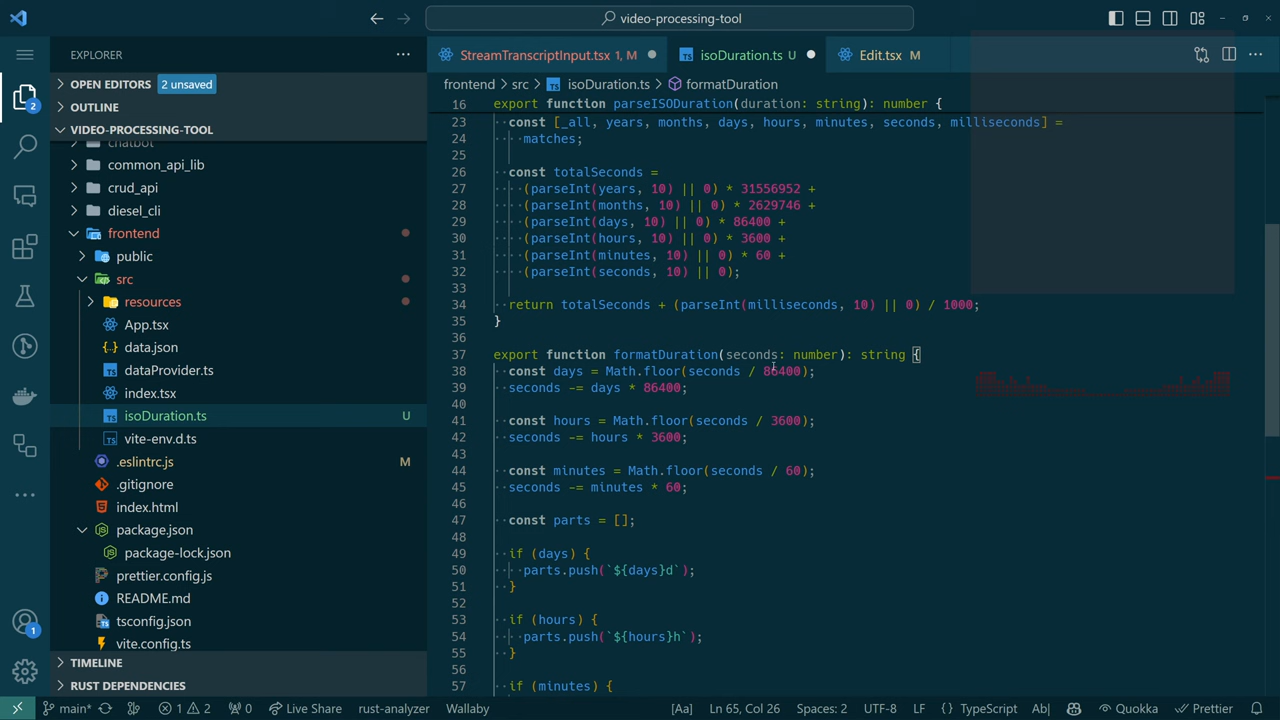 video-processing-tool
EXPLORER
OPEN EDITORS 2 unsaved
OUTLINE
VIDEO-PROCESSING-TOOL
chatbot
common_api_lib
crud_api
diesel_cli
frontend
public
src
resources
App.tsx
data.json
dataProvider.ts
index.tsx
isoDuration.ts U
vite-env.d.ts
.eslintrc.js M
.gitignore
index.html
package.json
package-lock.json
prettier.config.js
README.md
tsconfig.json
vite.config.ts
TIMELINE
RUST DEPENDENCIES
2
1
StreamTranscriptInput.tsx 1, M
isoDuration.ts U
Edit.tsx M
frontend > src > isoDuration.ts > formatDuration
16 export function parseISODuration(duration: string): number {
23 const [_all, years, months, days, hours, minutes, seconds, milliseconds] =
24 matches;
25
26 const totalSeconds =
27 (parseInt(years, 10) || 0) * 31556952 +
28 (parseInt(months, 10) || 0) * 2629746 +
29 (parseInt(days, 10) || 0) * 86400 +
30 (parseInt(hours, 10) || 0) * 3600 +
31 (parseInt(minutes, 10) || 0) * 60 +
32 (parseInt(seconds, 10) || 0);
33
34 return totalSeconds + (parseInt(milliseconds, 10) || 0) / 1000;
35 }
36
37 export function formatDuration(seconds: number): string {
38 const days = Math.floor(seconds / 86400);
39 seconds -= days * 86400;
40
41 const hours = Math.floor(seconds / 3600);
42 seconds -= hours * 3600;
43
44 const minutes = Math.floor(seconds / 60);
45 seconds -= minutes * 60;
46
47 const parts = [];
48
49 if (days) {
50 parts.push(`${days}d`);
51 }
52
53 if (hours) {
54 parts.push(`${hours}h`);
55 }
56
57 if (minutes) {
main* 1 2 0 Live Share rust-analyzer Wallaby [Aa] Ln 65, Col 26 Spaces: 2 UTF-8 LF {} TypeScript Ab| Quokka Prettier